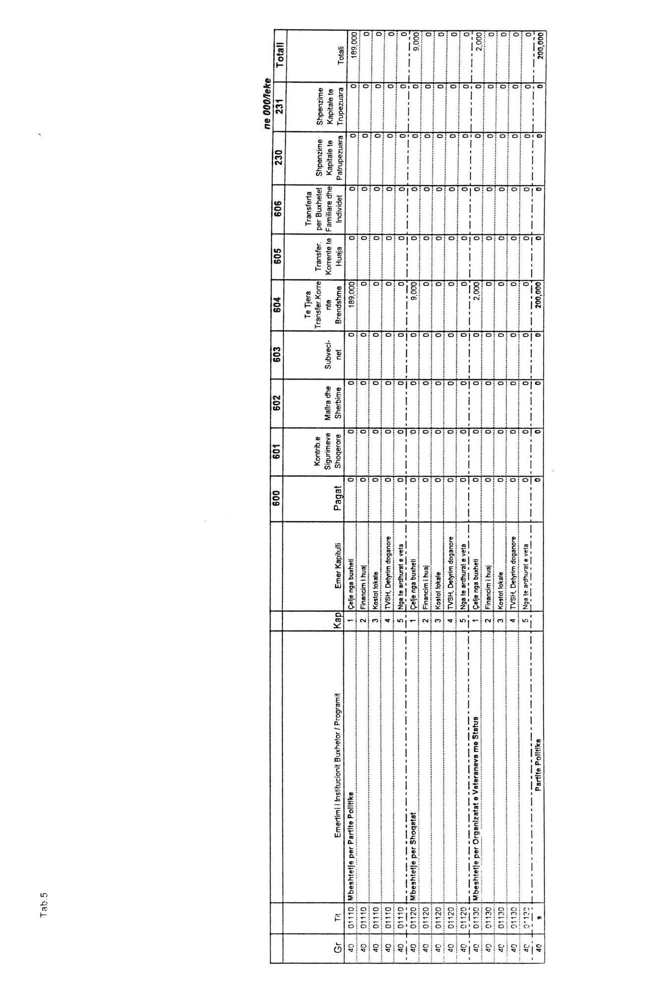 Tab.5
ne 000/leke
600 601 602 603 604 605 606 230 231 Totali
Gr Tit Emertimi i Institucionit Buxhetor / Programit Kap Emer Kapitulli Pagat Kontrib.e Sigurimeve Shoqerore Mallra dhe Sherbime Subveci-net Te Tjera Transfer.Korre nte Brendshme Transfer. Korrente te Huaja Transferta per Buxhetet Familiare dhe Individet Shpenzime Kapitale te Patrupezuara Shpenzime Kapitale te Trupezuara Totali
40 01110 Mbeshtetje per Partite Politike 1 Çelje nga buxheti 0 0 0 0 189,000 0 0 0 0 189,000
40 01110 2 Financim i huaj 0 0 0 0 0 0 0 0 0 0
40 01110 3 Kostot lokale 0 0 0 0 0 0 0 0 0 0
40 01110 4 TVSH, Detyrim doganore 0 0 0 0 0 0 0 0 0 0
40 01110 5 Nga te ardhurat e veta 0 0 0 0 0 0 0 0 0 0
40 01120 Mbeshtetje per Shoqatat 1 Çelje nga buxheti 0 0 0 0 9,000 0 0 0 0 9,000
40 01120 2 Financim i huaj 0 0 0 0 0 0 0 0 0 0
40 01120 3 Kostot lokale 0 0 0 0 0 0 0 0 0 0
40 01120 4 TVSH, Detyrim doganore 0 0 0 0 0 0 0 0 0 0
40 01120 5 Nga te ardhurat e veta 0 0 0 0 0 0 0 0 0 0
40 01130 Mbeshtetje per Organizatat e Veteraneve me Status 1 Çelje nga buxheti 0 0 0 0 2,000 0 0 0 0 2,000
40 01130 2 Financim i huaj 0 0 0 0 0 0 0 0 0 0
40 01130 3 Kostot lokale 0 0 0 0 0 0 0 0 0 0
40 01130 4 TVSH, Detyrim doganore 0 0 0 0 0 0 0 0 0 0
40 01130 5 Nga te ardhurat e veta 0 0 0 0 0 0 0 0 0 0
40 s Partite Politike 0 0 0 0 200,000 0 0 0 0 200,000